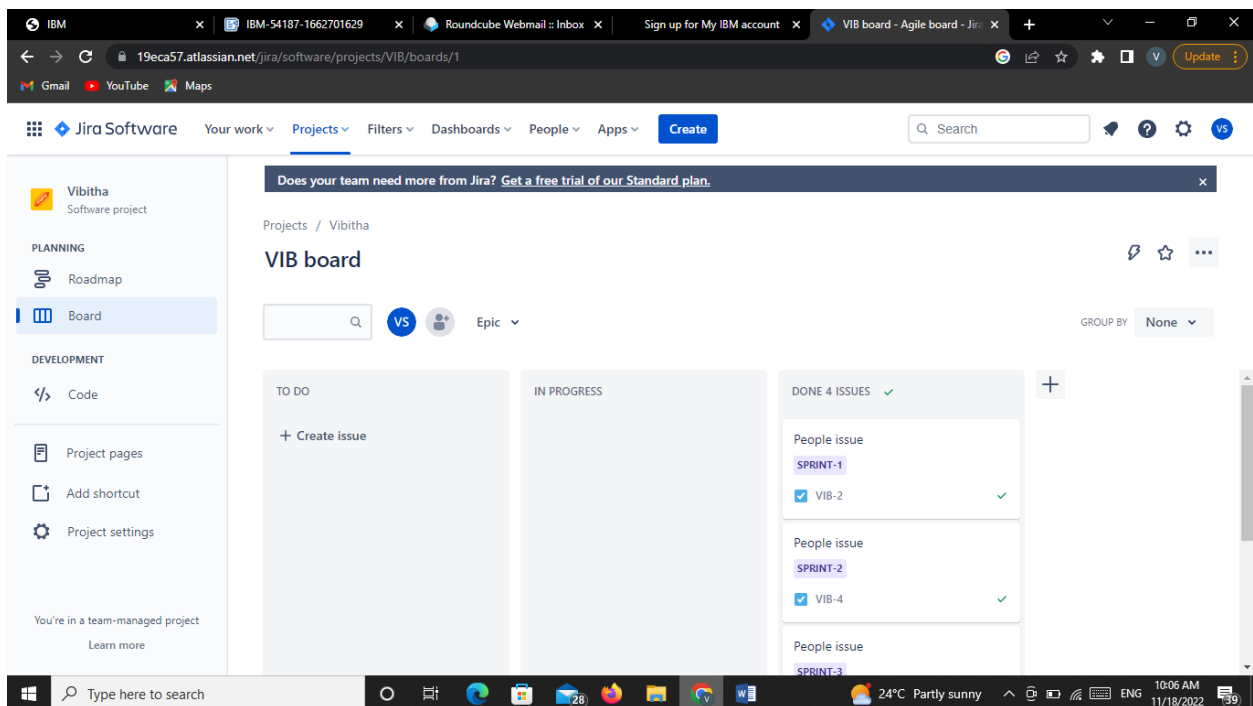 IBM
IBM-54187-1662701629
Roundcube Webmail :: Inbox
Sign up for My IBM account
VIB board - Agile board - Jira
19eca57.atlassian.net/jira/software/projects/VIB/boards/1
V
Update
Gmail
YouTube
Maps
Jira Software
Your work
Projects
Filters
Dashboards
People
Apps
Create
Search
VS
Does your team need more from Jira? Get a free trial of our Standard plan.
Vibitha
Software project
Projects / Vibitha
PLANNING
VIB board
Roadmap
Board
VS
Epic
GROUP BY None
DEVELOPMENT
Code
TO DO
IN PROGRESS
DONE 4 ISSUES
+ Create issue
People issue
SPRINT-1
VIB-2
People issue
SPRINT-2
VIB-4
People issue
SPRINT-3
Project pages
Add shortcut
Project settings
You're in a team-managed project
Learn more
Type here to search
28
24°C Partly sunny
ENG
10:06 AM
11/18/2022
39